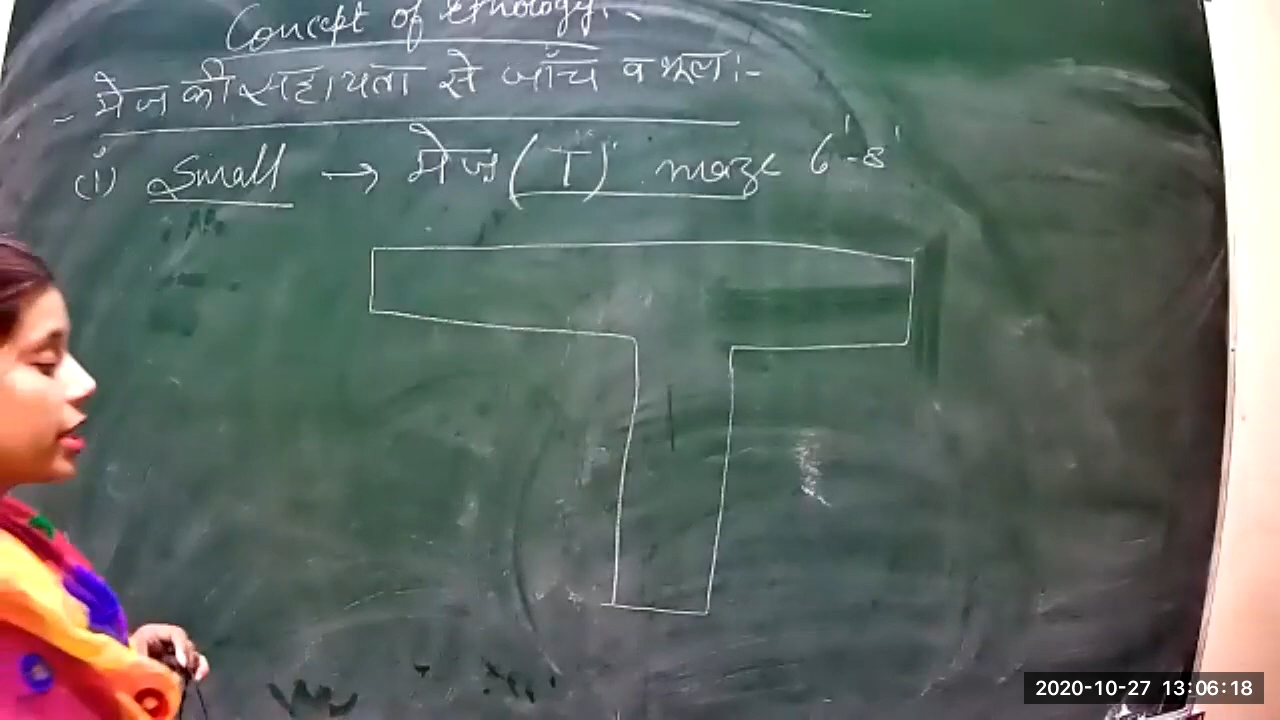 Concept of Ethology:-
- मेज की सहायता से जाँच व भूल :-
(i) Small → मेज (T) maze 6'-8'
2020-10-27 13:06:18